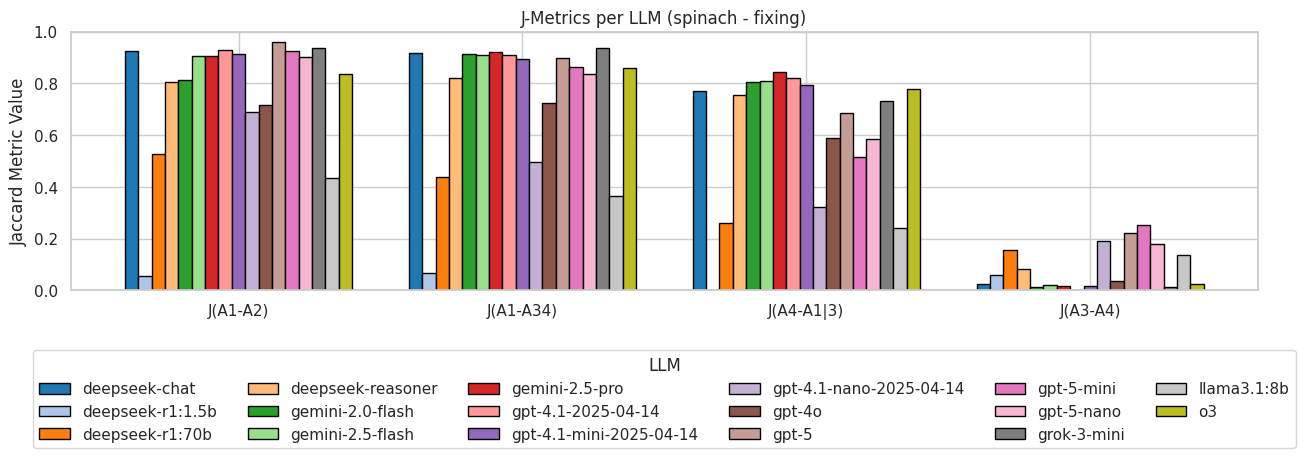 J-Metrics per LLM (spinach - fixing)
Jaccard Metric Value
1.0
0.8
0.6
0.4
0.2
0.0
J(A1-A2) J(A1-A34) J(A4-A1|3) J(A3-A4)
LLM
deepseek-chat deepseek-reasoner gemini-2.5-pro gpt-4.1-nano-2025-04-14 gpt-5-mini llama3.1:8b
deepseek-r1:1.5b gemini-2.0-flash gpt-4.1-2025-04-14 gpt-4o gpt-5-nano o3
deepseek-r1:70b gemini-2.5-flash gpt-4.1-mini-2025-04-14 gpt-5 grok-3-mini